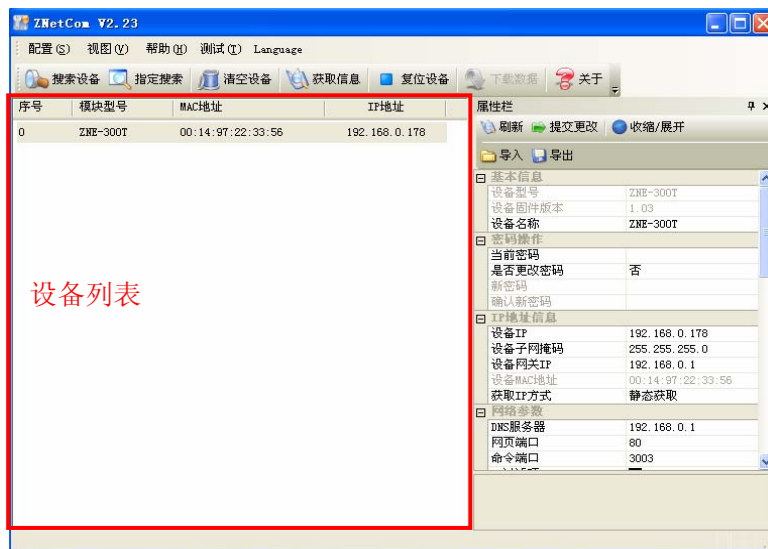 ZNetCom V2.23
配置(S) 视图(V) 帮助(H) 测试(T) Language
搜索设备 指定搜索 清空设备 获取信息 复位设备 下载数据 关于
序号 模块型号 MAC地址 IP地址
0 ZNE-300T 00:14:97:22:33:56 192.168.0.178
设备列表
属性栏
刷新 提交更改 收缩/展开
导入 导出
基本信息
设备型号 ZNE-300T
设备固件版本 1.03
设备名称 ZNE-300T
密码操作
当前密码
是否更改密码 否
新密码
确认新密码
IP地址信息
设备IP 192.168.0.178
设备子网掩码 255.255.255.0
设备网关IP 192.168.0.1
设备MAC地址 00:14:97:22:33:56
获取IP方式 静态获取
网络参数
DNS服务器 192.168.0.1
网页端口 80
命令端口 3003